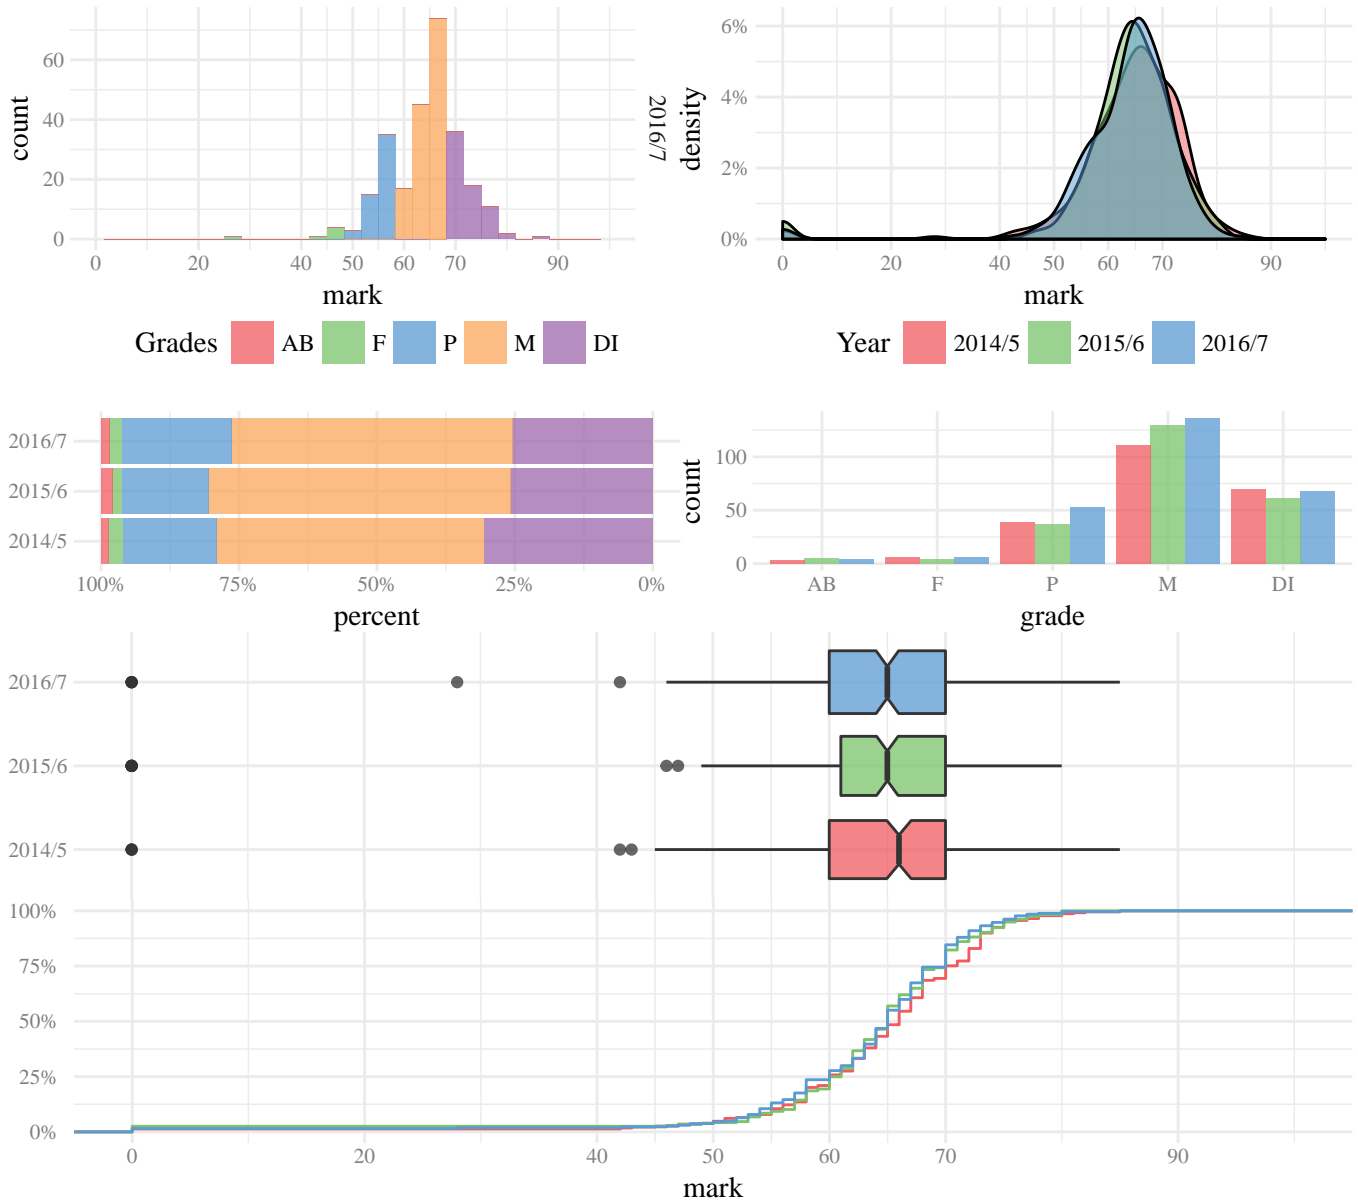 60
40
20
0
count
0 20 40 50 60 70 90
mark
2016/7
6%
4%
2%
0%
density
0 20 40 50 60 70 90
mark
Grades AB F P M DI
Year 2014/5 2015/6 2016/7
2016/7
2015/6
2014/5
100% 75% 50% 25% 0%
percent
100
50
0
count
AB F P M DI
grade
2016/7
2015/6
2014/5
100%
75%
50%
25%
0%
0 20 40 50 60 70 90
mark